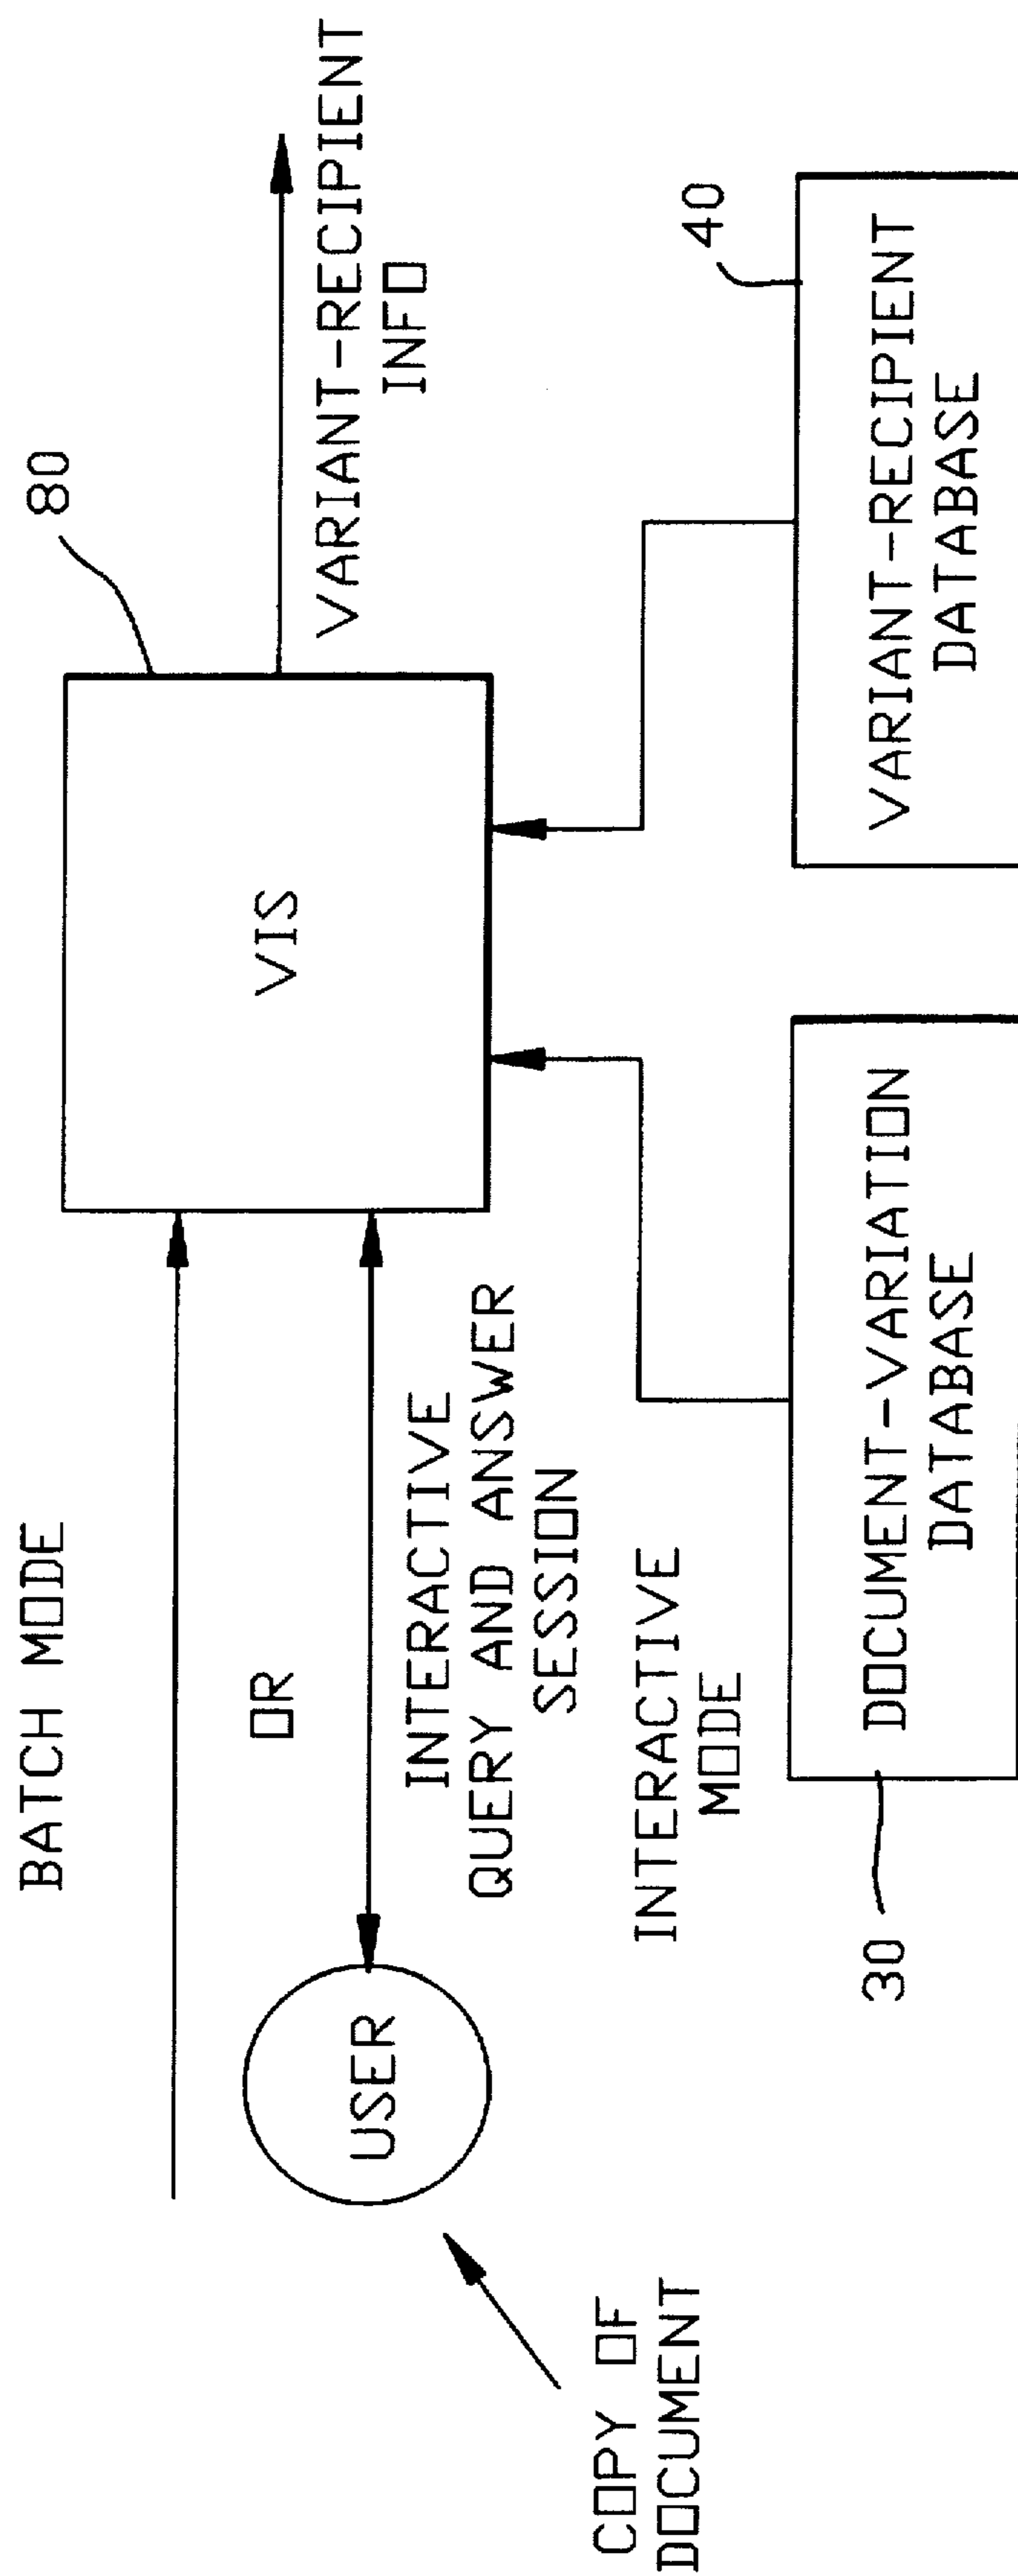 BATCH MODE
OR
USER
COPY OF
DOCUMENT
INTERACTIVE
QUERY AND ANSWER
SESSION
INTERACTIVE
MODE
VIS
80
VARIANT-RECIPIENT
INFO
30
DOCUMENT-VARIATION
DATABASE
40
VARIANT-RECIPIENT
DATABASE